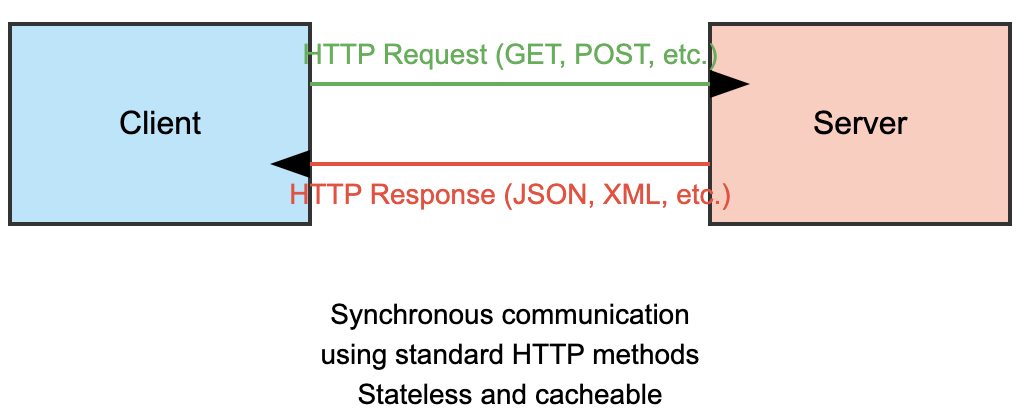 HTTP Request (GET, POST, etc.)
Client
Server
HTTP Response (JSON, XML, etc.)
Synchronous communication
using standard HTTP methods
Stateless and cacheable